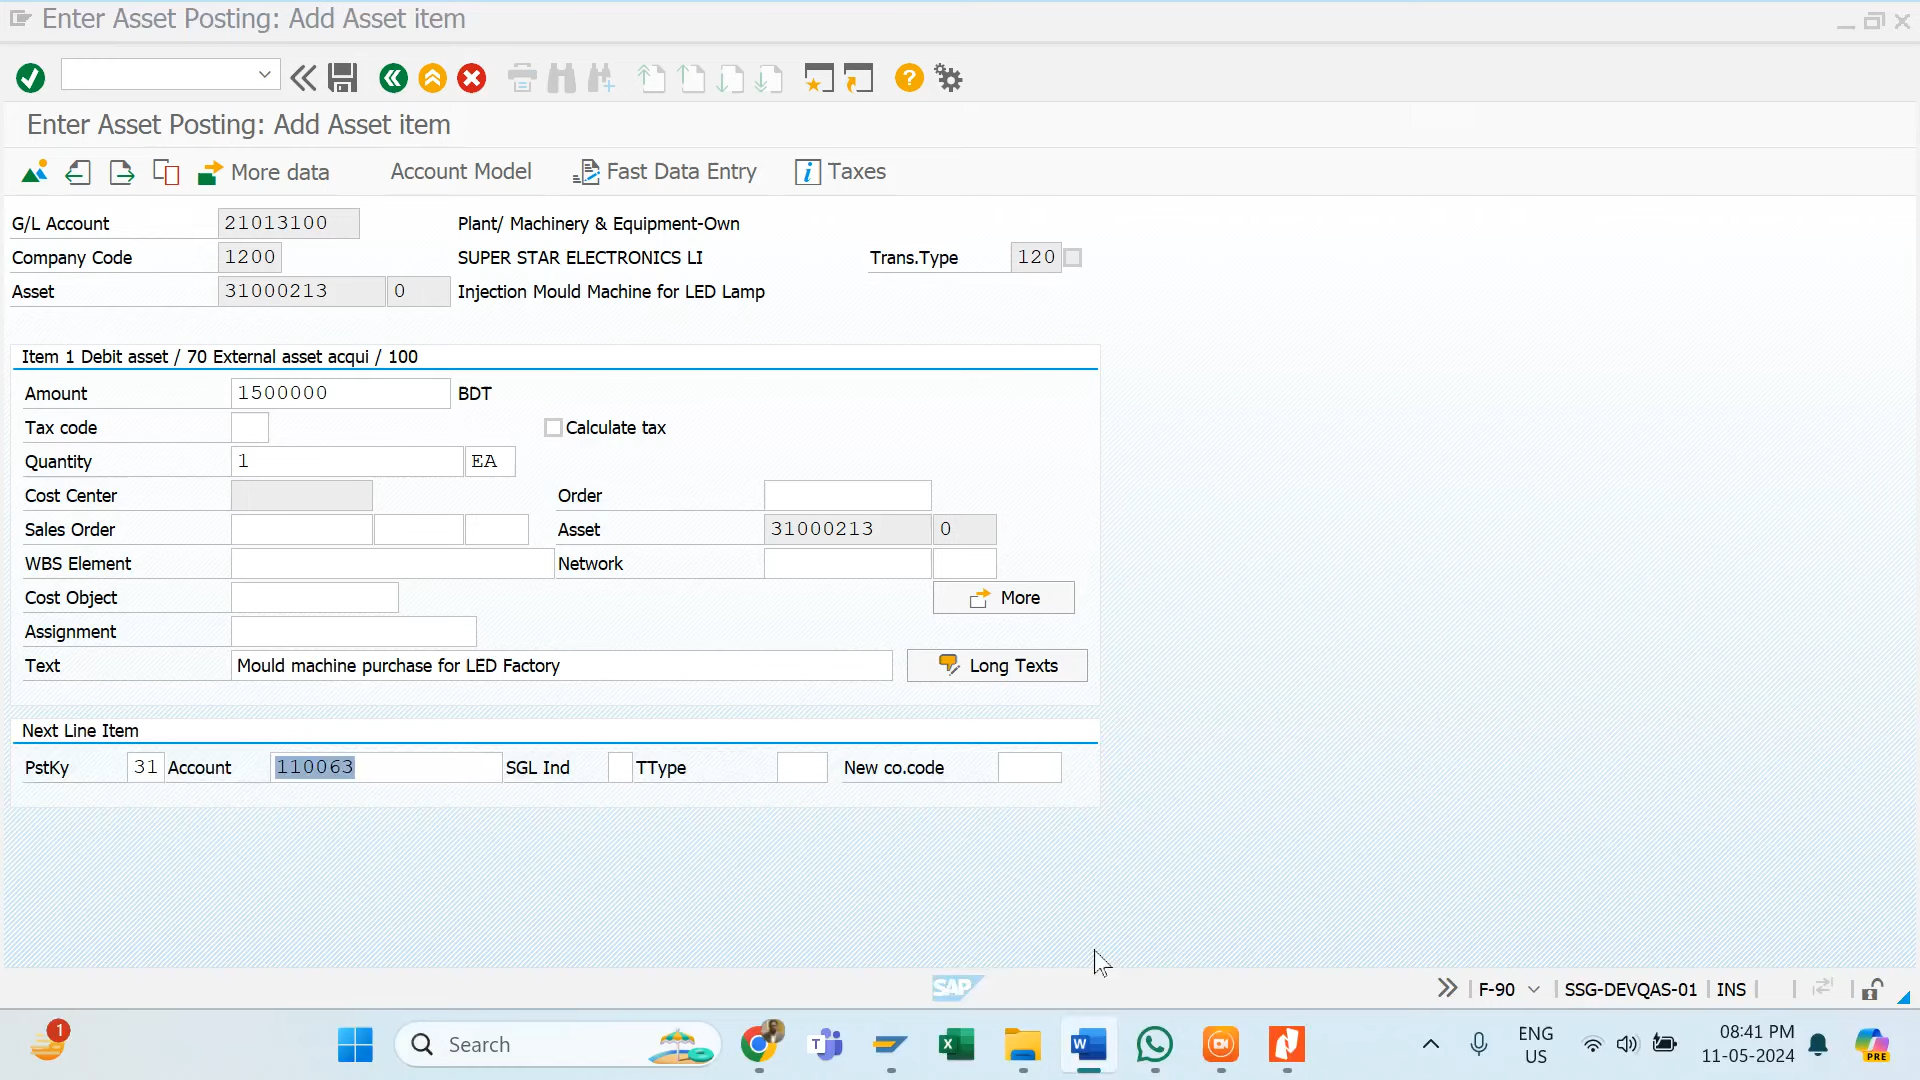 Enter Asset Posting: Add Asset item
Enter Asset Posting: Add Asset item
More data Account Model Fast Data Entry Taxes
G/L Account 21013100 Plant/ Machinery & Equipment-Own
Company Code 1200 SUPER STAR ELECTRONICS LI Trans.Type 120
Asset 31000213 0 Injection Mould Machine for LED Lamp
Item 1 Debit asset / 70 External asset acqui / 100
Amount 1500000 BDT
Tax code Calculate tax
Quantity 1 EA
Cost Center Order
Sales Order Asset 31000213 0
WBS Element Network
Cost Object More
Assignment
Text Mould machine purchase for LED Factory Long Texts
Next Line Item
PstKy 31 Account 110063 SGL Ind TType New co.code
SAP F-90 SSG-DEVQAS-01 INS
1 Search ENG 08:41 PM
US 11-05-2024 PRE